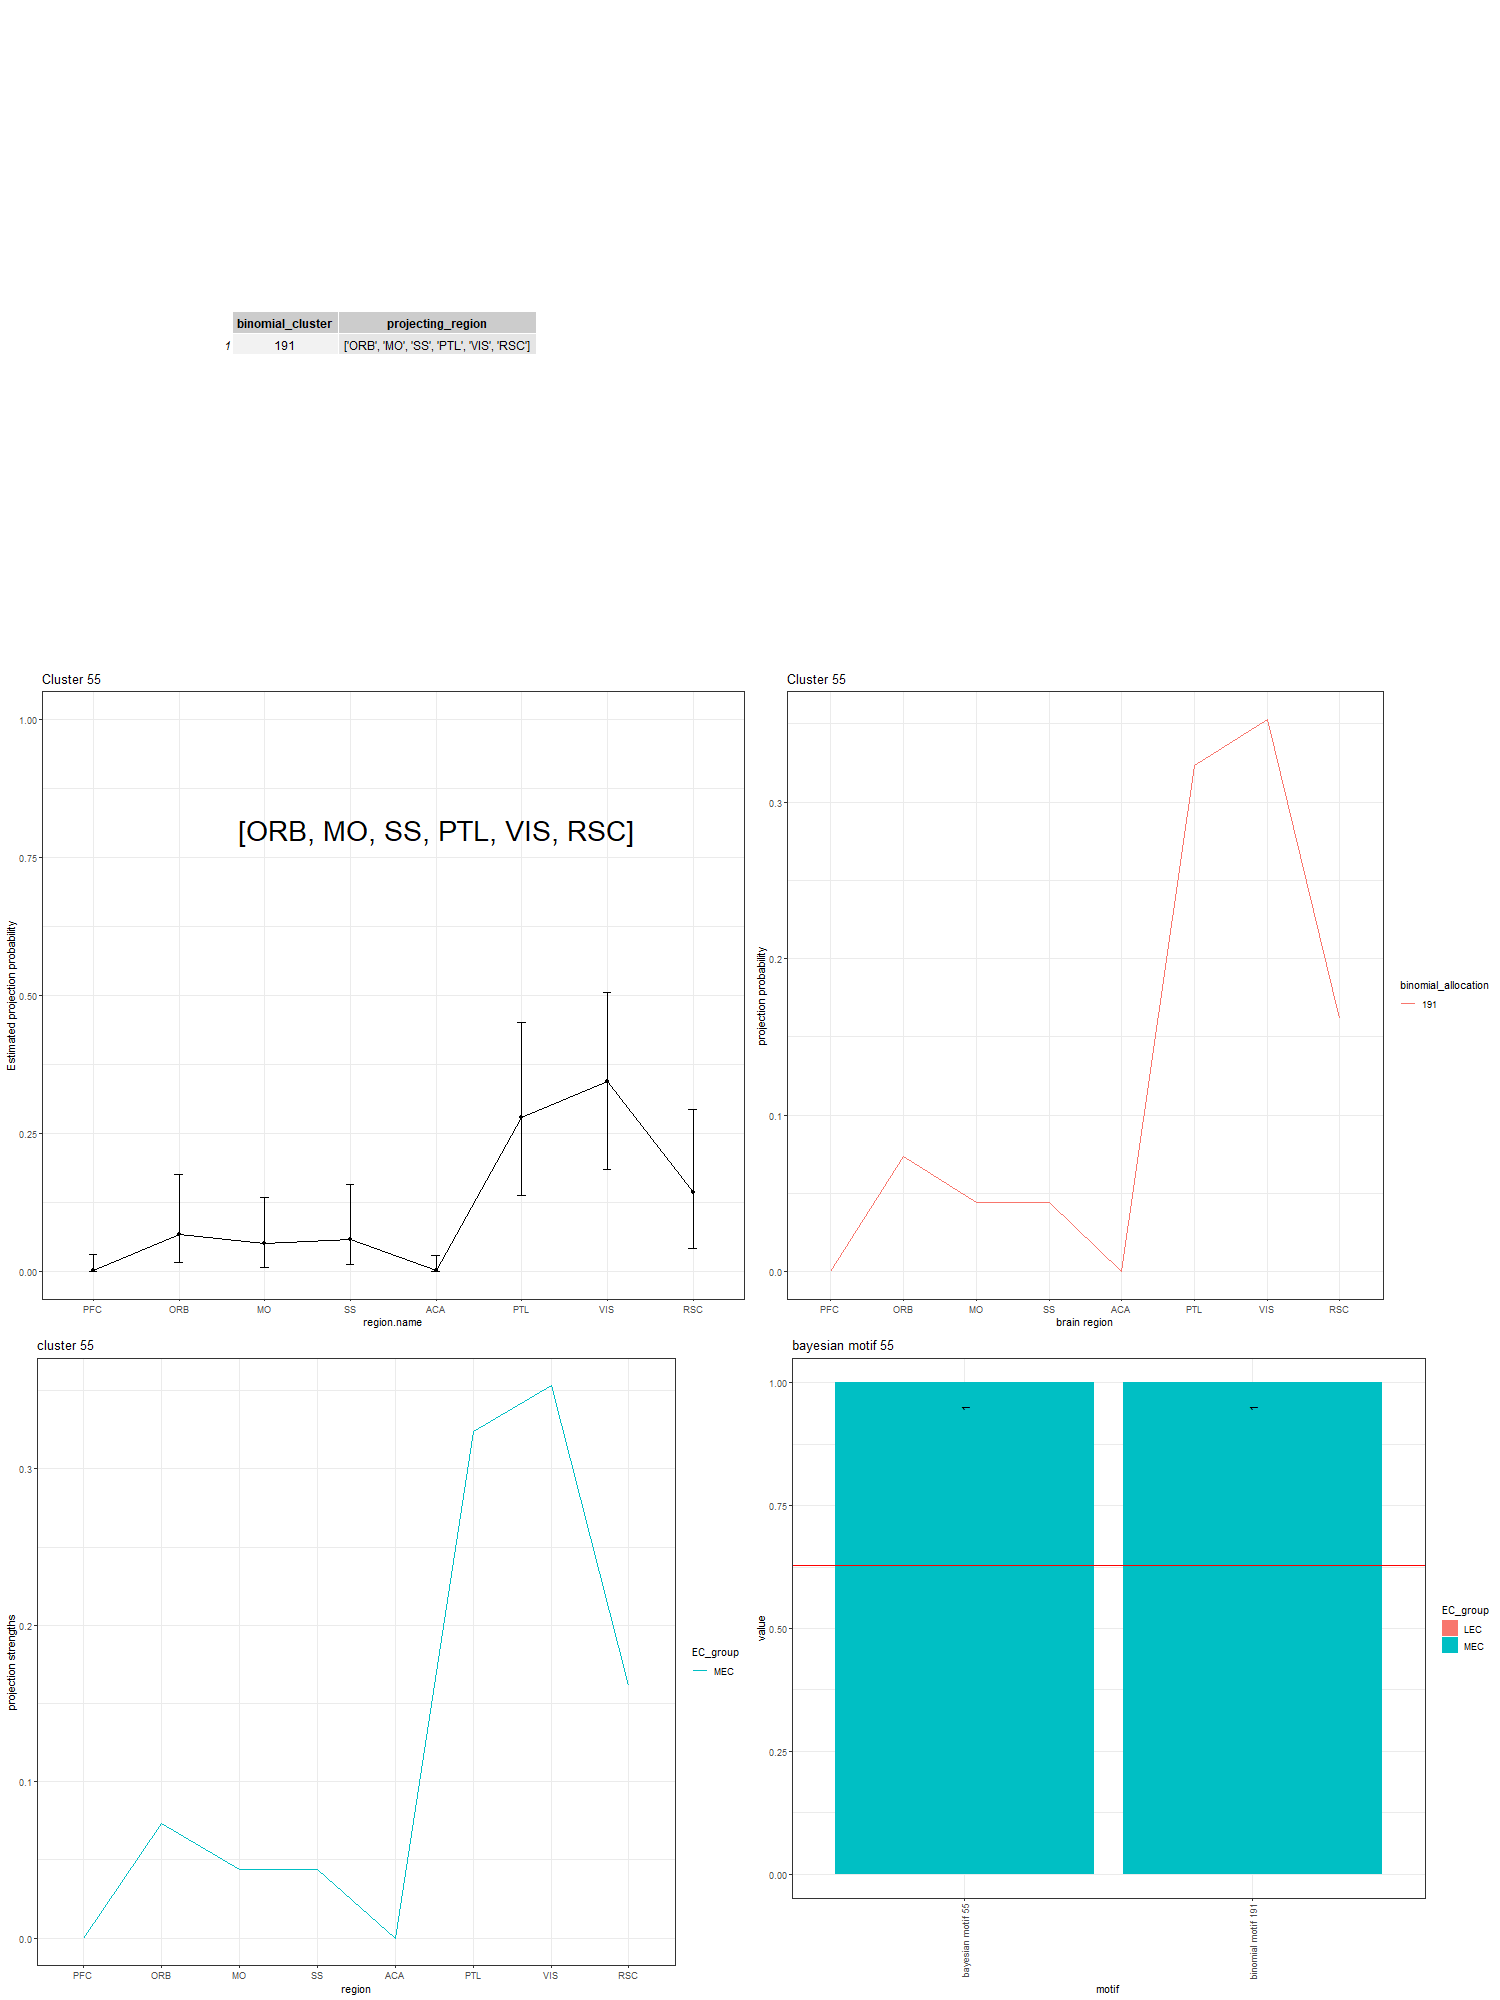 binomial_cluster projecting_region
1 191 ['ORB', 'MO', 'SS', 'PTL', 'VIS', 'RSC']
Cluster 55
[ORB, MO, SS, PTL, VIS, RSC]
Estimated projection probability
1.00
0.75
0.50
0.25
0.00
PFC ORB MO SS ACA PTL VIS RSC
region.name
Cluster 55
projection probability
0.3
0.2
0.1
0.0
PFC ORB MO SS ACA PTL VIS RSC
brain region
binomial_allocation
191
cluster 55
projection strengths
0.3
0.2
0.1
0.0
PFC ORB MO SS ACA PTL VIS RSC
region
EC_group
MEC
bayesian motif 55
value
1.00
0.75
0.50
0.25
0.00
1 1
bayesian motif 55
binomial motif 191
motif
EC_group
LEC
MEC